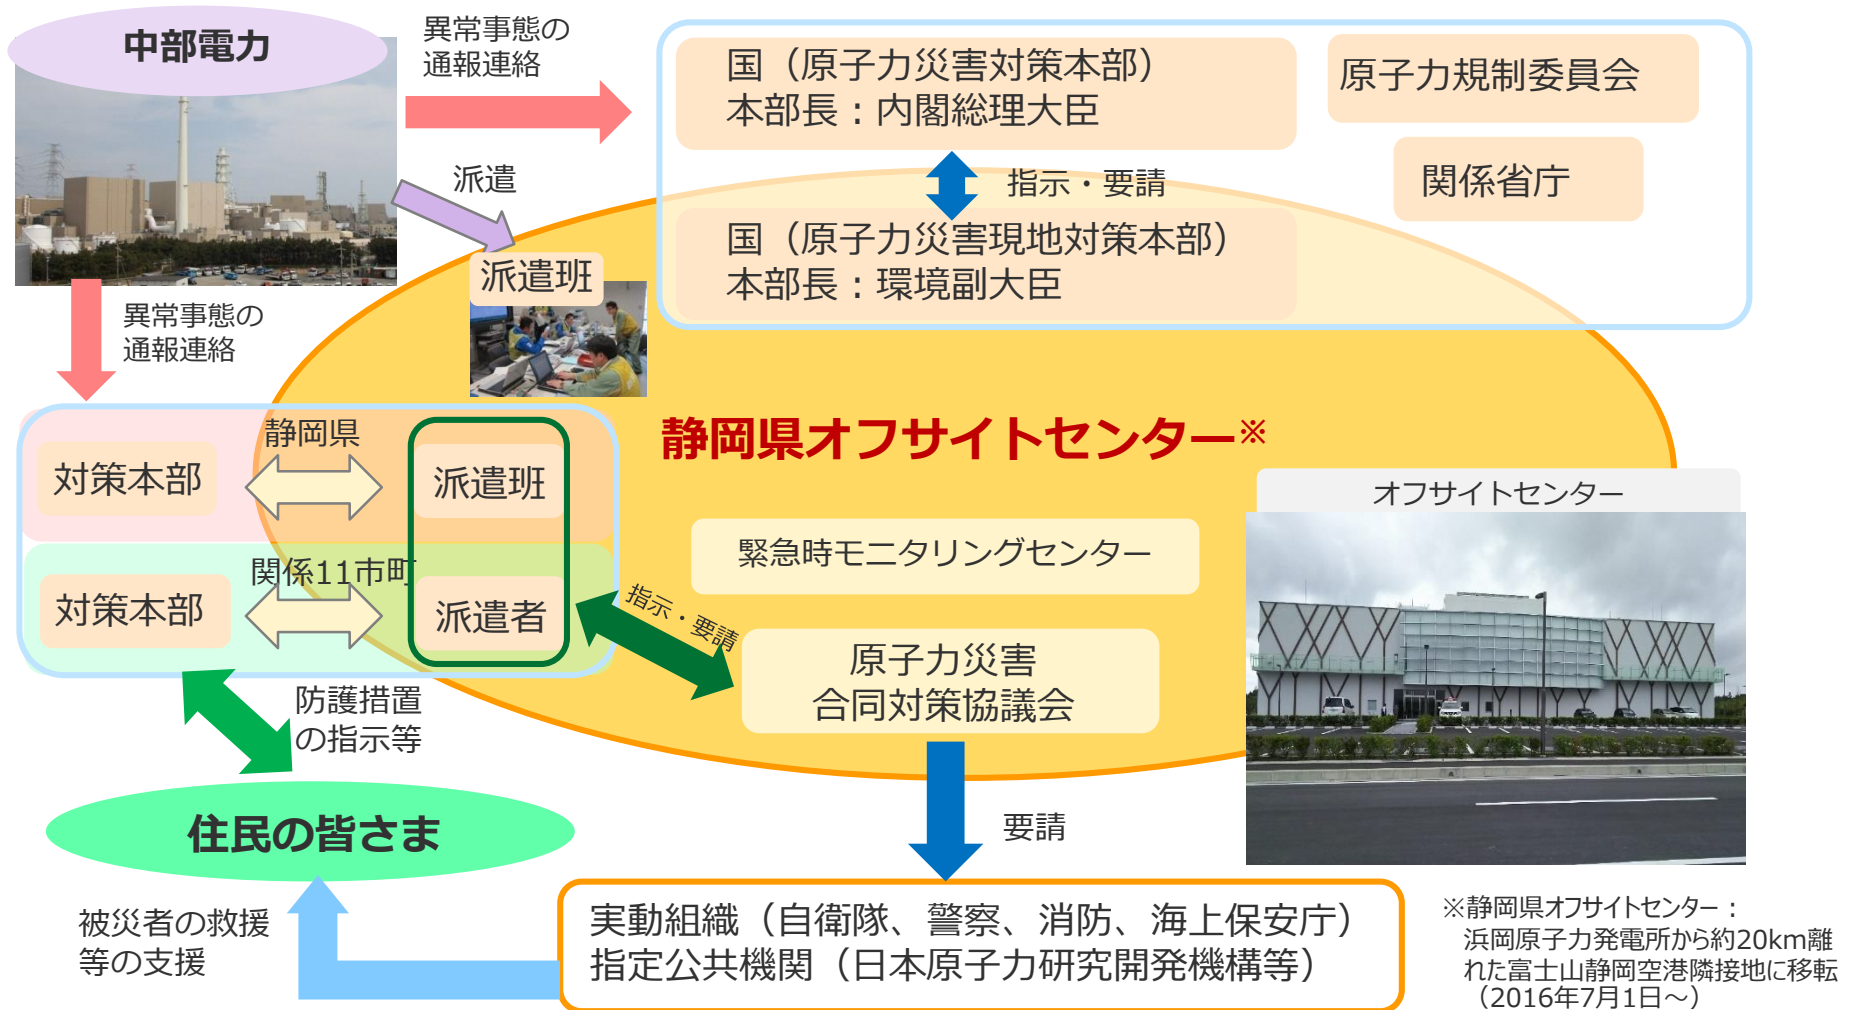 中部電力
異常事態の
通報連絡
国（原子力災害対策本部）
本部長：内閣総理大臣
原子力規制委員会
関係省庁
派遣
指示・要請
国（原子力災害現地対策本部）
本部長：環境副大臣
派遣班
異常事態の
通報連絡
静岡県オフサイトセンター※
静岡県
対策本部
派遣班
オフサイトセンター
緊急時モニタリングセンター
関係11市町
対策本部
派遣者
指示・要請
原子力災害
合同対策協議会
防護措置
の指示等
住民の皆さま
要請
被災者の救援
等の支援
実動組織（自衛隊、警察、消防、海上保安庁）
指定公共機関（日本原子力研究開発機構等）
※静岡県オフサイトセンター：
浜岡原子力発電所から約20km離
れた富士山静岡空港隣接地に移転
（2016年7月1日～）